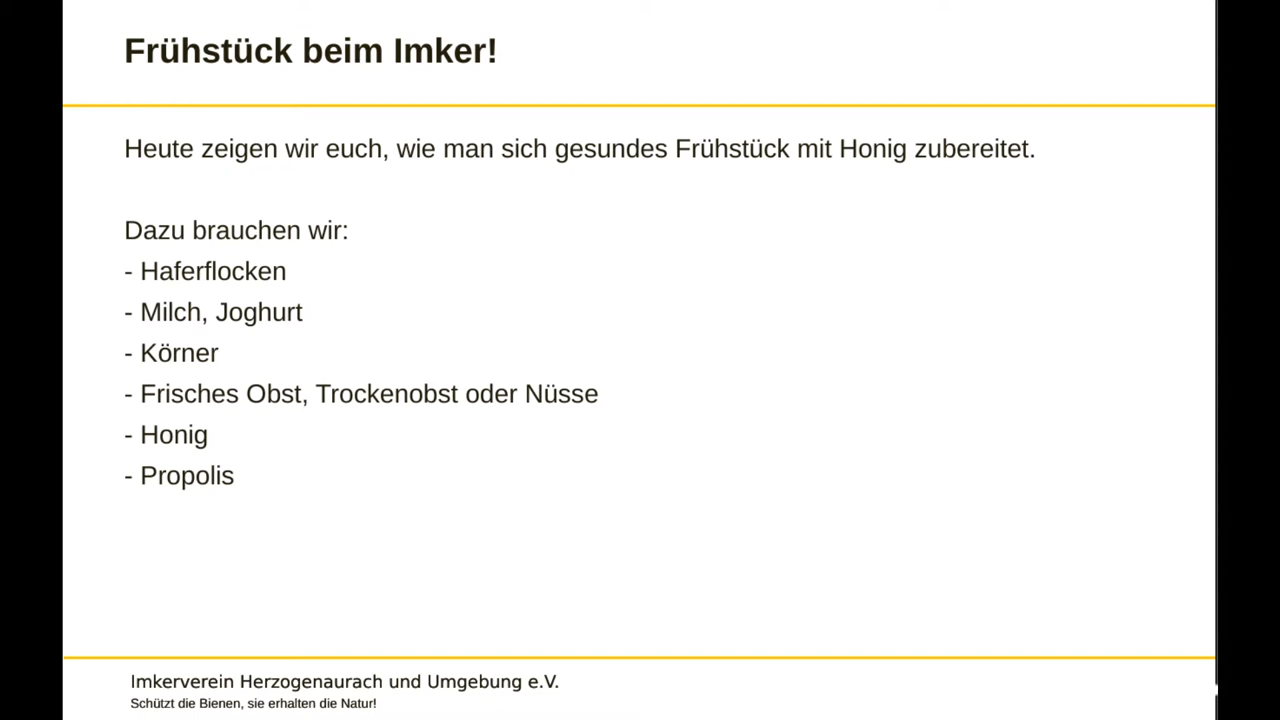 Frühstück beim Imker!
Heute zeigen wir euch, wie man sich gesundes Frühstück mit Honig zubereitet.
Dazu brauchen wir:
- Haferflocken
- Milch, Joghurt
- Körner
- Frisches Obst, Trockenobst oder Nüsse
- Honig
- Propolis
Imkerverein Herzogenaurach und Umgebung e.V.
Schützt die Bienen, sie erhalten die Natur!